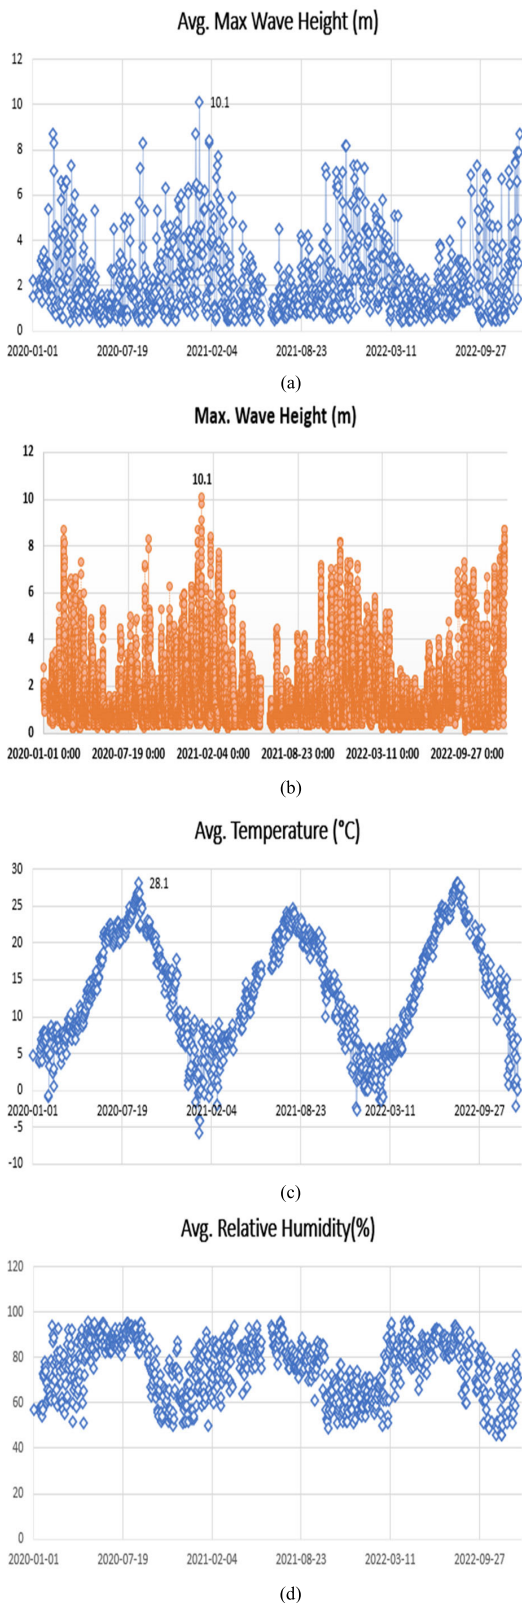 Avg. Max Wave Height (m)
12
10.1
10
8
6
4
2
0
2020-01-01 2020-07-19 2021-02-04 2021-08-23 2022-03-11 2022-09-27
(a)
Max. Wave Height (m)
12
10.1
10
8
6
4
2
0
2020-01-01 0:00 2020-07-19 0:00 2021-02-04 0:00 2021-08-23 0:00 2022-03-11 0:00 2022-09-27 0:00
(b)
Avg. Temperature (°C)
30
28.1
25
20
15
10
5
0
2020-01-01 2020-07-19 2021-02-04 2021-08-23 2022-03-11 2022-09-27
-5
-10
(c)
Avg. Relative Humidity(%)
120
100
80
60
40
20
0
2020-01-01 2020-07-19 2021-02-04 2021-08-23 2022-03-11 2022-09-27
(d)